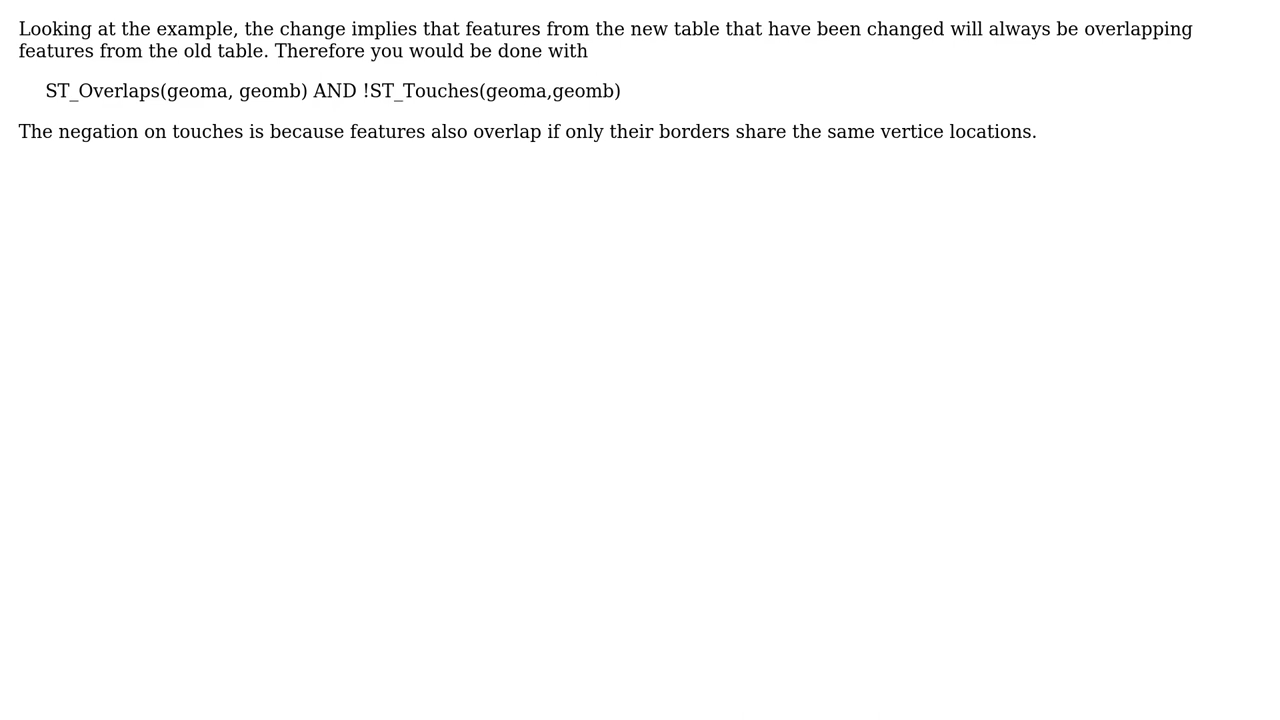 Looking at the example, the change implies that features from the new table that have been changed will always be overlapping
features from the old table. Therefore you would be done with
ST_Overlaps(geoma, geomb) AND !ST_Touches(geoma,geomb)
The negation on touches is because features also overlap if only their borders share the same vertice locations.